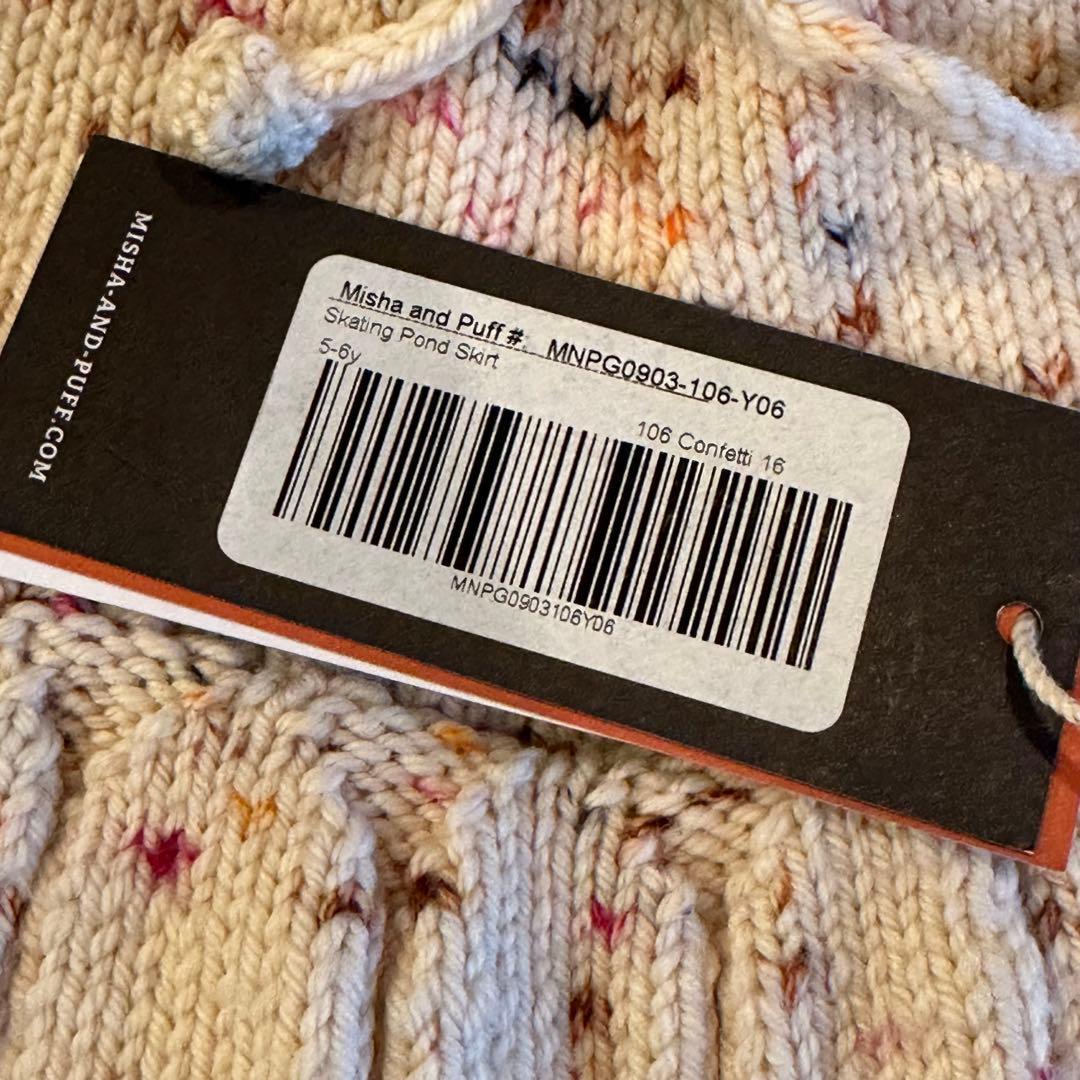 MISHA-AND-PUFF.COM
Misha and Puff # MNPG0903-106-Y06
Skating Pond Skirt
5-6y
106 Confetti 16
MNPG0903106Y06